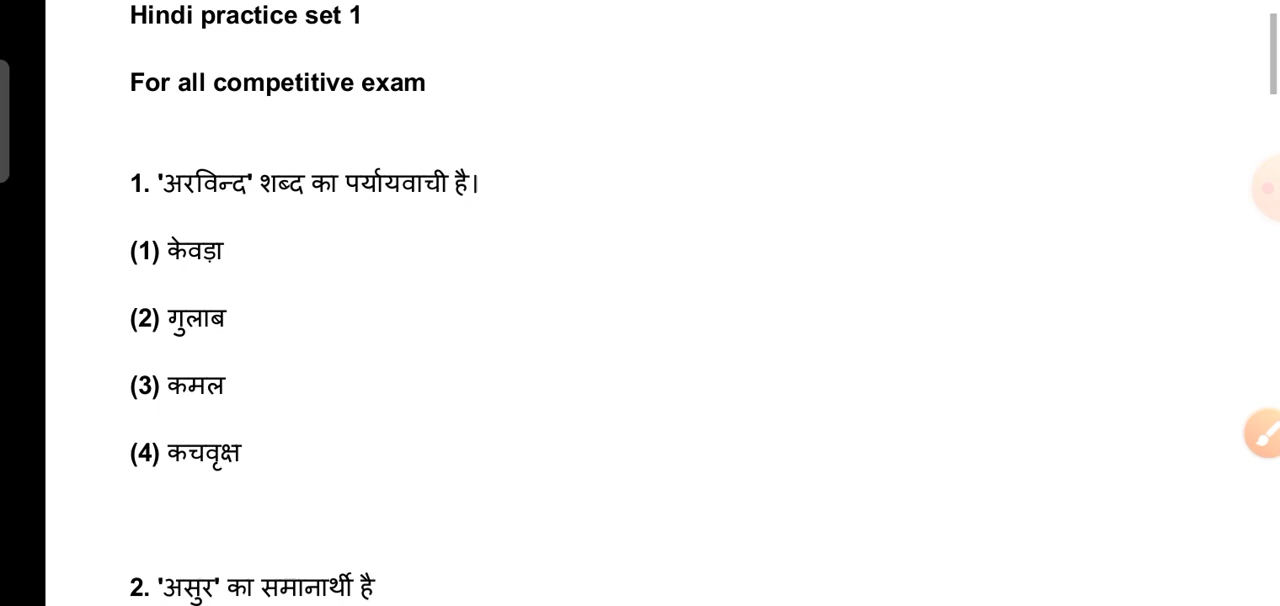 Hindi practice set 1
For all competitive exam
1. 'अरविन्द' शब्द का पर्यायवाची है।
(1) केवड़ा
(2) गुलाब
(3) कमल
(4) कचवृक्ष
2. 'असुर' का समानार्थी है